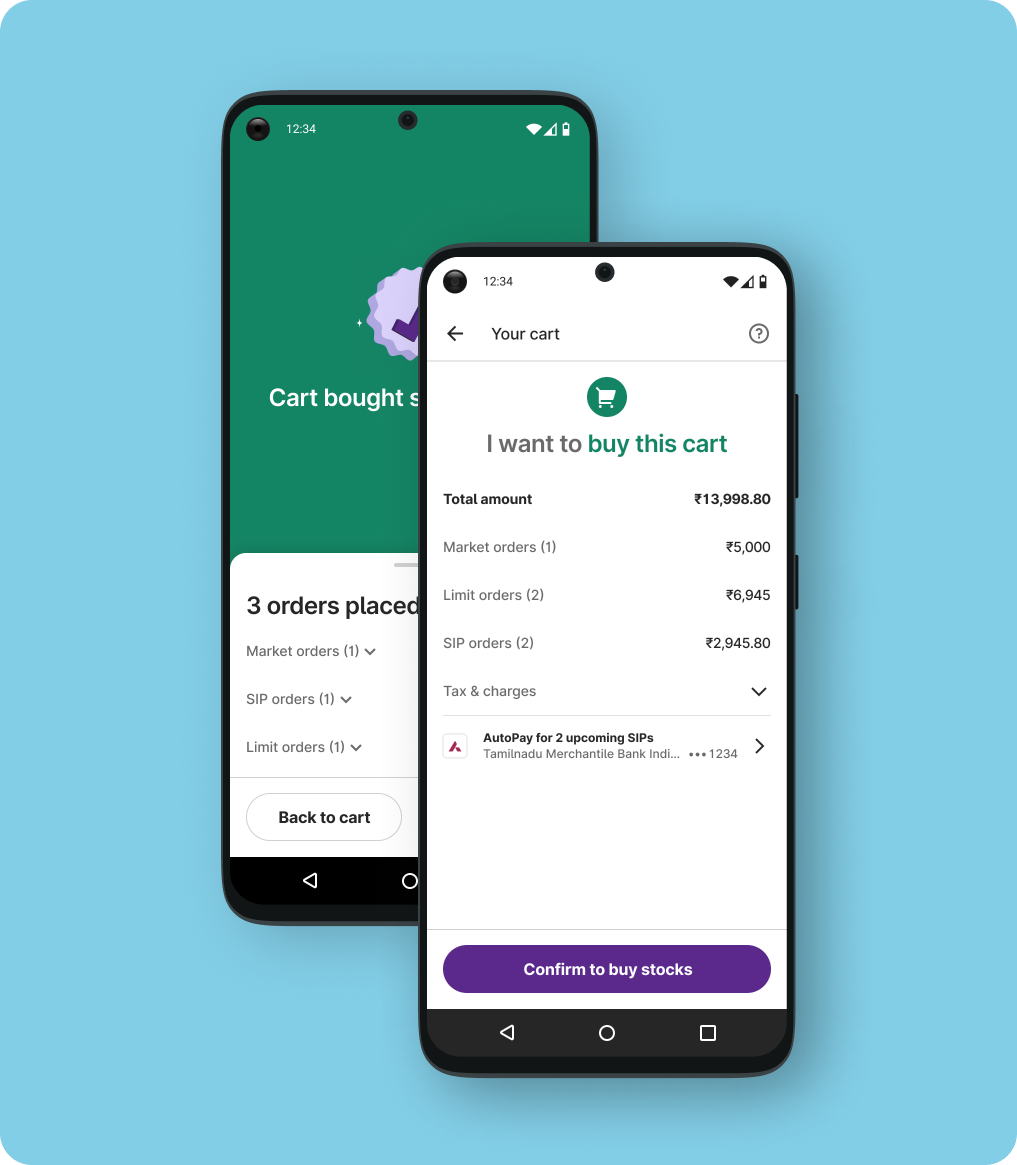 12:34
Cart bought s
3 orders placed
Market orders (1)
SIP orders (1)
Limit orders (1)
Back to cart
12:34
Your cart
I want to buy this cart
Total amount ₹13,998.80
Market orders (1) ₹5,000
Limit orders (2) ₹6,945
SIP orders (2) ₹2,945.80
Tax & charges
AutoPay for 2 upcoming SIPs
Tamilnadu Merchantile Bank Indi... •••1234
Confirm to buy stocks